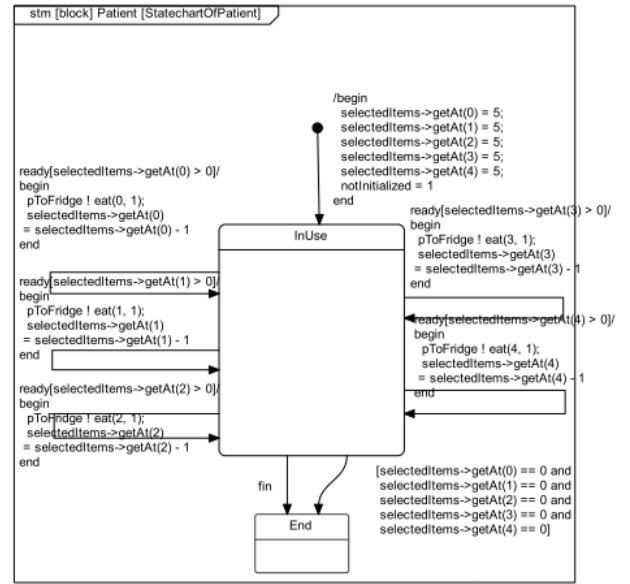 stm [block] Patient [StatechartOfPatient]
/begin
selectedItems->getAt(0) = 5;
selectedItems->getAt(1) = 5;
selectedItems->getAt(2) = 5;
selectedItems->getAt(3) = 5;
selectedItems->getAt(4) = 5;
notInitialized = 1
end
ready[selectedItems->getAt(0) > 0]/
begin
pToFridge ! eat(0, 1);
selectedItems->getAt(0)
= selectedItems->getAt(0) - 1
end
ready[selectedItems->getAt(1) > 0]/
begin
pToFridge ! eat(1, 1);
selectedItems->getAt(1)
= selectedItems->getAt(1) - 1
end
ready[selectedItems->getAt(2) > 0]/
begin
pToFridge ! eat(2, 1);
selectedItems->getAt(2)
= selectedItems->getAt(2) - 1
end
InUse
ready[selectedItems->getAt(3) > 0]/
begin
pToFridge ! eat(3, 1);
selectedItems->getAt(3)
= selectedItems->getAt(3) - 1
end
ready[selectedItems->getAt(4) > 0]/
begin
pToFridge ! eat(4, 1);
selectedItems->getAt(4)
= selectedItems->getAt(4) - 1
end
fin
[selectedItems->getAt(0) == 0 and
selectedItems->getAt(1) == 0 and
selectedItems->getAt(2) == 0 and
selectedItems->getAt(3) == 0 and
selectedItems->getAt(4) == 0]
End